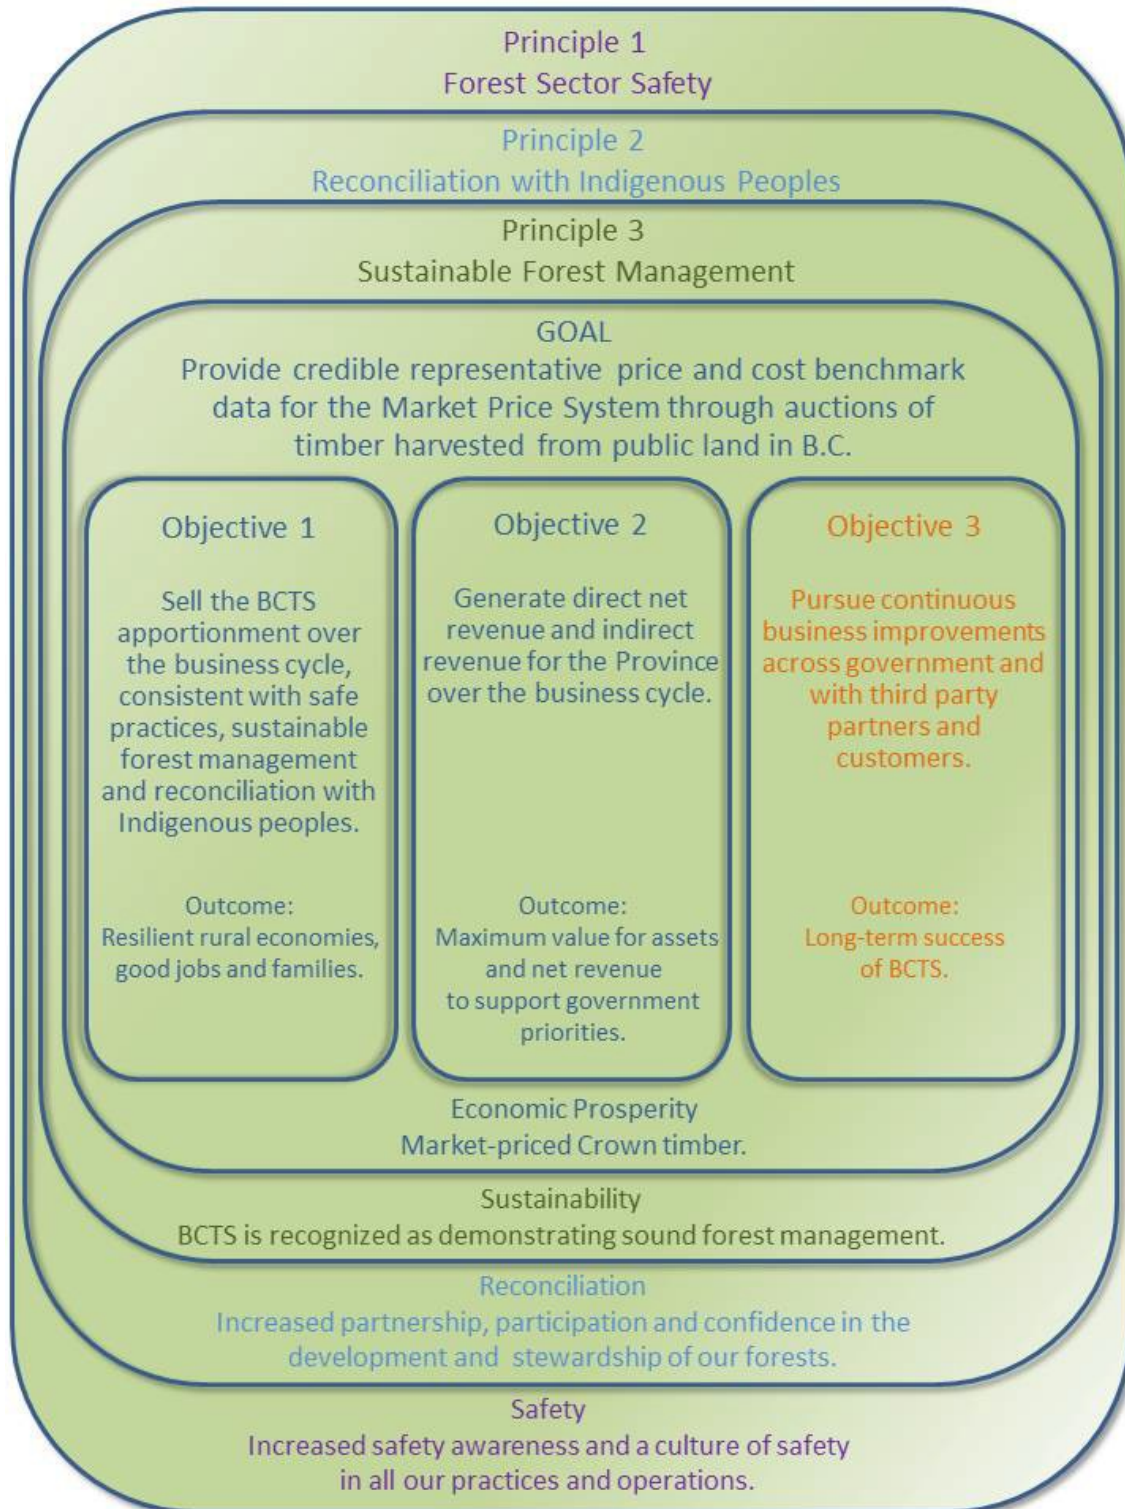 Principle 1
Forest Sector Safety
Principle 2
Reconciliation with Indigenous Peoples
Principle 3
Sustainable Forest Management
GOAL
Provide credible representative price and cost benchmark
data for the Market Price System through auctions of
timber harvested from public land in B.C.
Objective 1
Sell the BCTS
apportionment over
the business cycle,
consistent with safe
practices, sustainable
forest management
and reconciliation with
Indigenous peoples.
Outcome:
Resilient rural economies,
good jobs and families.
Objective 2
Generate direct net
revenue and indirect
revenue for the Province
over the business cycle.
Outcome:
Maximum value for assets
and net revenue
to support government
priorities.
Objective 3
Pursue continuous
business improvements
across government and
with third party
partners and
customers.
Outcome:
Long-term success
of BCTS.
Economic Prosperity
Market-priced Crown timber.
Sustainability
BCTS is recognized as demonstrating sound forest management.
Reconciliation
Increased partnership, participation and confidence in the
development and stewardship of our forests.
Safety
Increased safety awareness and a culture of safety
in all our practices and operations.